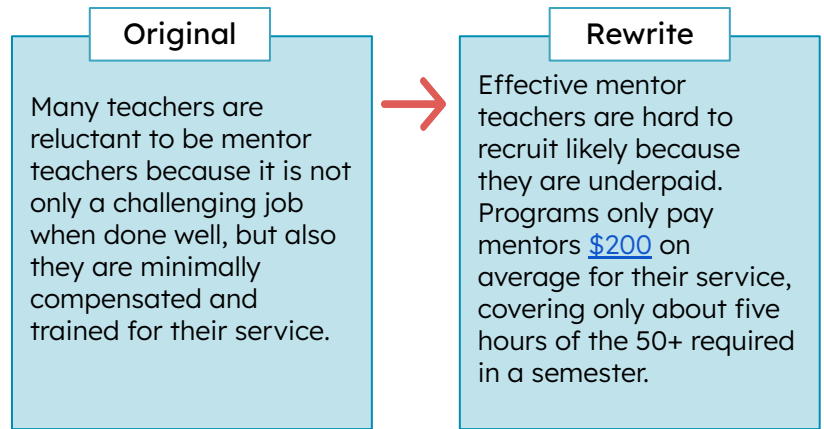 Original
Many teachers are
reluctant to be mentor
teachers because it is not
only a challenging job
when done well, but also
they are minimally
compensated and
trained for their service.
Rewrite
Effective mentor
teachers are hard to
recruit likely because
they are underpaid.
Programs only pay
mentors $200 on
average for their service,
covering only about five
hours of the 50+ required
in a semester.